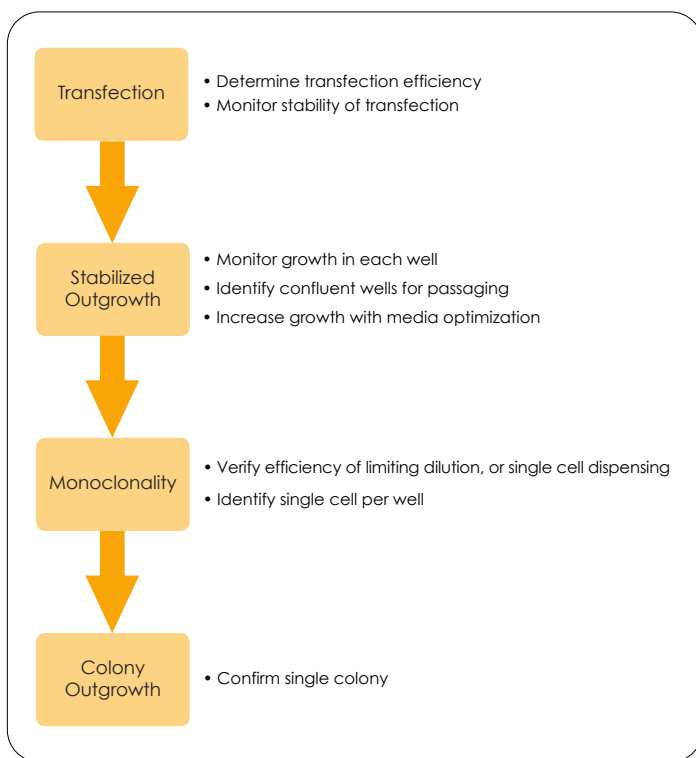 Transfection
• Determine transfection efficiency
• Monitor stability of transfection
Stabilized
Outgrowth
• Monitor growth in each well
• Identify confluent wells for passaging
• Increase growth with media optimization
Monoclonality
• Verify efficiency of limiting dilution, or single cell dispensing
• Identify single cell per well
Colony
Outgrowth
• Confirm single colony